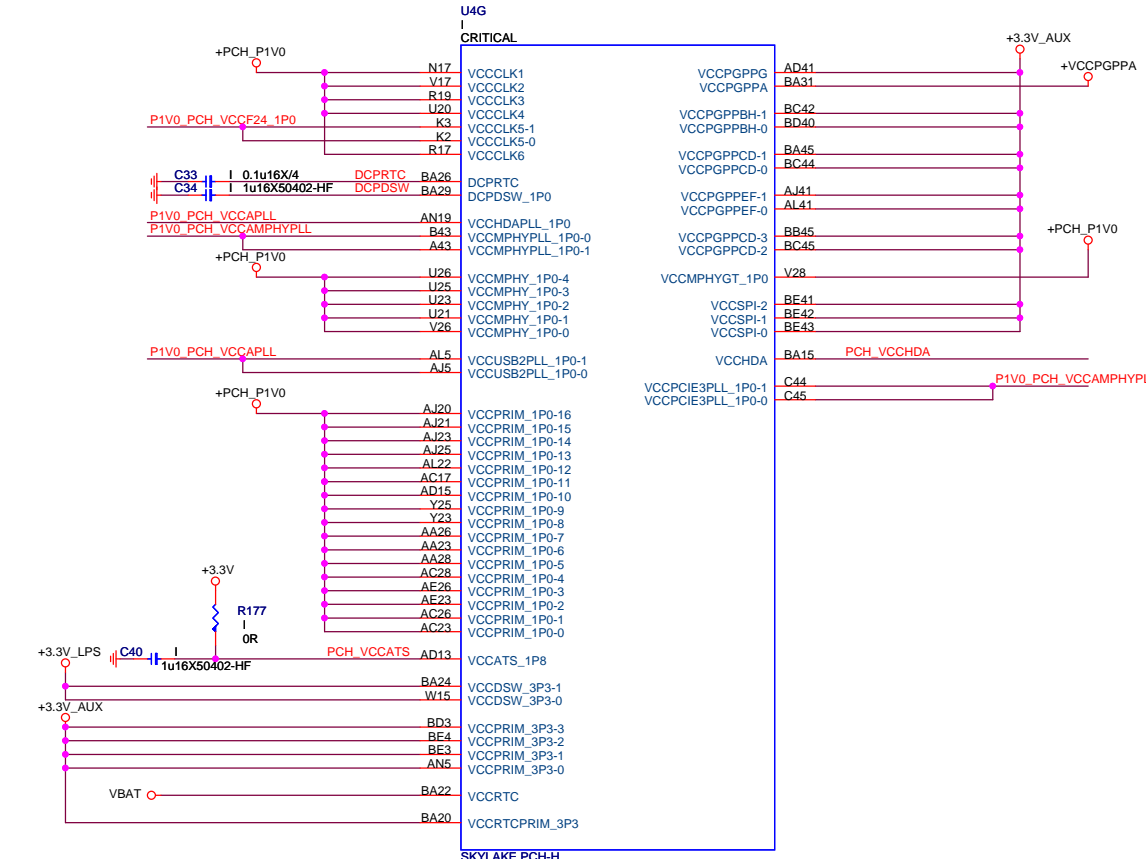 U4G
I
CRITICAL
+PCH_P1V0
N17 VCCCLK1
V17 VCCCLK2
R19 VCCCLK3
U20 VCCCLK4
P1V0_PCH_VCCF24_1P0 K3 VCCCLK5-1
K2 VCCCLK5-0
R17 VCCCLK6
C33 I 0.1u16X/4 DCPRTC BA26 DCPRTC
C34 I 1u16X50402-HF DCPDSW BA29 DCPDSW_1P0
P1V0_PCH_VCCAPLL AN19 VCCHDAPLL_1P0
P1V0_PCH_VCCAMPHYPLL B43 VCCMPHYPLL_1P0-0
A43 VCCMPHYPLL_1P0-1
+PCH_P1V0
U26 VCCMPHY_1P0-4
U25 VCCMPHY_1P0-3
U23 VCCMPHY_1P0-2
U21 VCCMPHY_1P0-1
V26 VCCMPHY_1P0-0
P1V0_PCH_VCCAPLL AL5 VCCUSB2PLL_1P0-1
AJ5 VCCUSB2PLL_1P0-0
+PCH_P1V0
AJ20 VCCPRIM_1P0-16
AJ21 VCCPRIM_1P0-15
AJ23 VCCPRIM_1P0-14
AJ25 VCCPRIM_1P0-13
AL22 VCCPRIM_1P0-12
AC17 VCCPRIM_1P0-11
AD15 VCCPRIM_1P0-10
Y25 VCCPRIM_1P0-9
Y23 VCCPRIM_1P0-8
AA26 VCCPRIM_1P0-7
AA23 VCCPRIM_1P0-6
AA28 VCCPRIM_1P0-5
AC28 VCCPRIM_1P0-4
AE26 VCCPRIM_1P0-3
AE23 VCCPRIM_1P0-2
AC26 VCCPRIM_1P0-1
AC23 VCCPRIM_1P0-0
+3.3V
R177
I
0R
C40 I 1u16X50402-HF PCH_VCCATS AD13 VCCATS_1P8
+3.3V_LPS
BA24 VCCDSW_3P3-1
W15 VCCDSW_3P3-0
+3.3V_AUX
BD3 VCCPRIM_3P3-3
BE4 VCCPRIM_3P3-2
BE3 VCCPRIM_3P3-1
AN5 VCCPRIM_3P3-0
VBAT BA22 VCCRTC
BA20 VCCRTCPRIM_3P3
+3.3V_AUX
+VCCPGPPA
VCCPGPPG AD41
VCCPGPPA BA31
VCCPGPPBH-1 BC42
VCCPGPPBH-0 BD40
VCCPGPPCD-1 BA45
VCCPGPPCD-0 BC44
VCCPGPPEF-1 AJ41
VCCPGPPEF-0 AL41
VCCPGPPCD-3 BB45
VCCPGPPCD-2 BC45
+PCH_P1V0
VCCMPHYGT_1P0 V28
VCCSPI-2 BE41
VCCSPI-1 BE42
VCCSPI-0 BE43
VCCHDA BA15 PCH_VCCHDA
VCCPCIE3PLL_1P0-1 C44 P1V0_PCH_VCCAMPHYPL
VCCPCIE3PLL_1P0-0 C45
SKYLAKE PCH-H